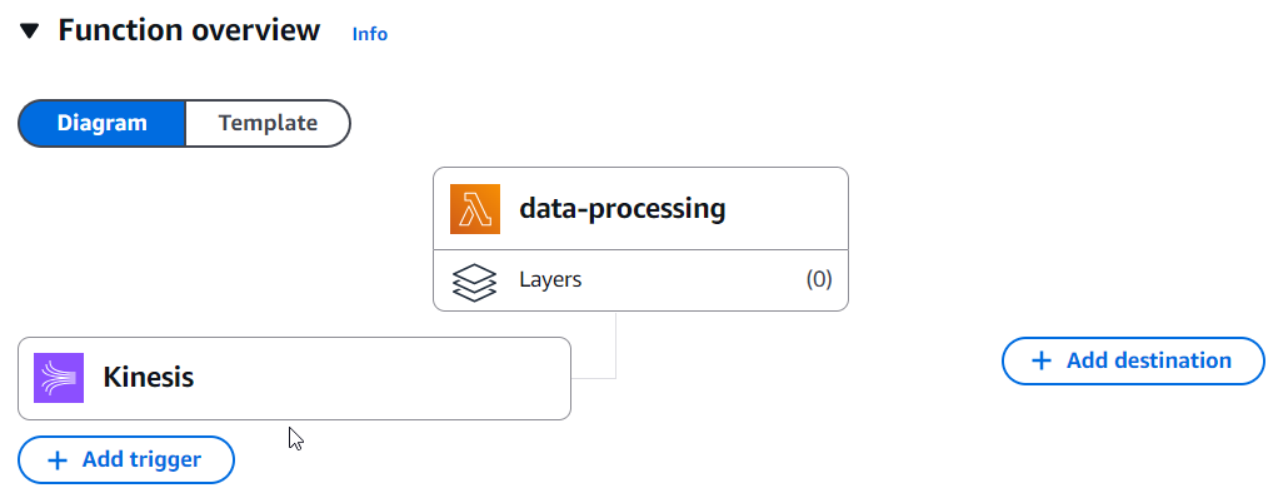 Function overview Info
Diagram Template
data-processing
Layers (0)
Kinesis
+ Add destination
+ Add trigger